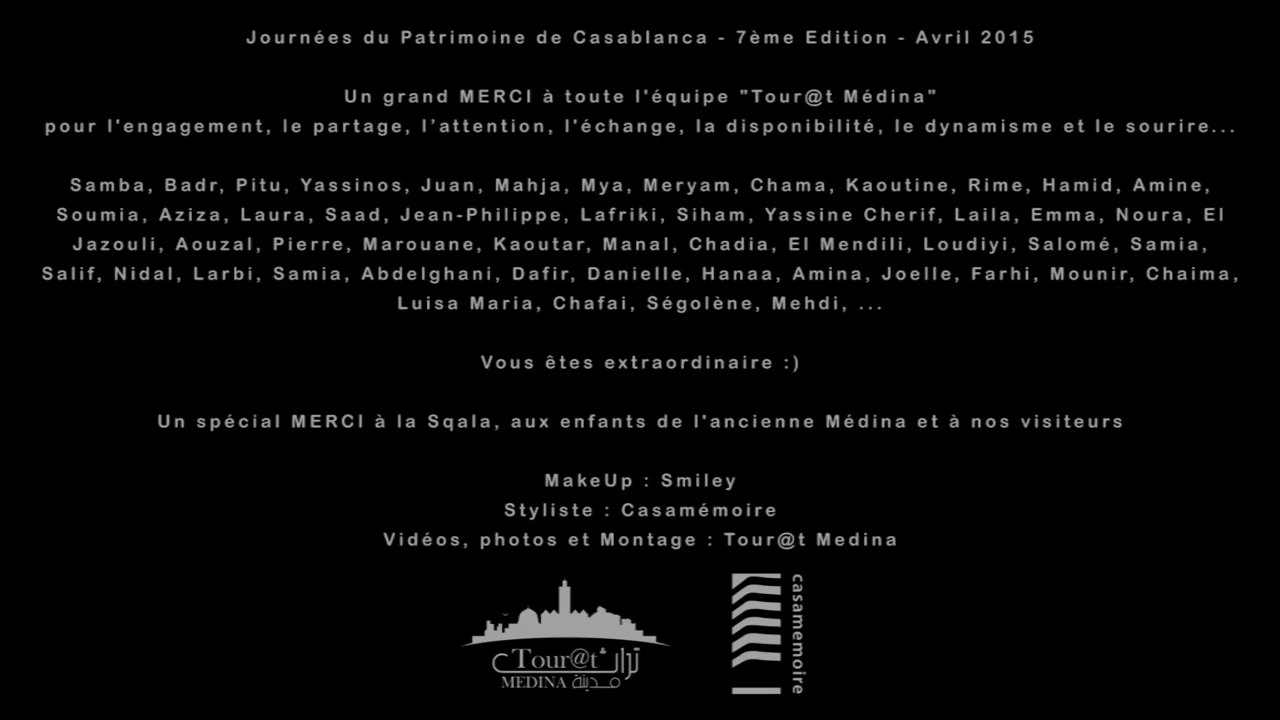 Journées du Patrimoine de Casablanca - 7ème Edition - Avril 2015
Un grand MERCI à toute l'équipe "Tour@t Médina"
pour l'engagement, le partage, l’attention, l'échange, la disponibilité, le dynamisme et le sourire...
Samba, Badr, Pitu, Yassinos, Juan, Mahja, Mya, Meryam, Chama, Kaoutine, Rime, Hamid, Amine,
Soumia, Aziza, Laura, Saad, Jean-Philippe, Lafriki, Siham, Yassine Cherif, Laila, Emma, Noura, El
Jazouli, Aouzal, Pierre, Marouane, Kaoutar, Manal, Chadia, El Mendili, Loudiyi, Salomé, Samia,
Salif, Nidal, Larbi, Samia, Abdelghani, Dafir, Danielle, Hanaa, Amina, Joelle, Farhi, Mounir, Chaima,
Luisa Maria, Chafai, Ségolène, Mehdi, ...
Vous êtes extraordinaire :)
Un spécial MERCI à la Sqala, aux enfants de l'ancienne Médina et à nos visiteurs
MakeUp : Smiley
Styliste : Casamémoire
Vidéos, photos et Montage : Tour@t Medina
Tour@t تراث
MEDINA مدينة
casamemoire